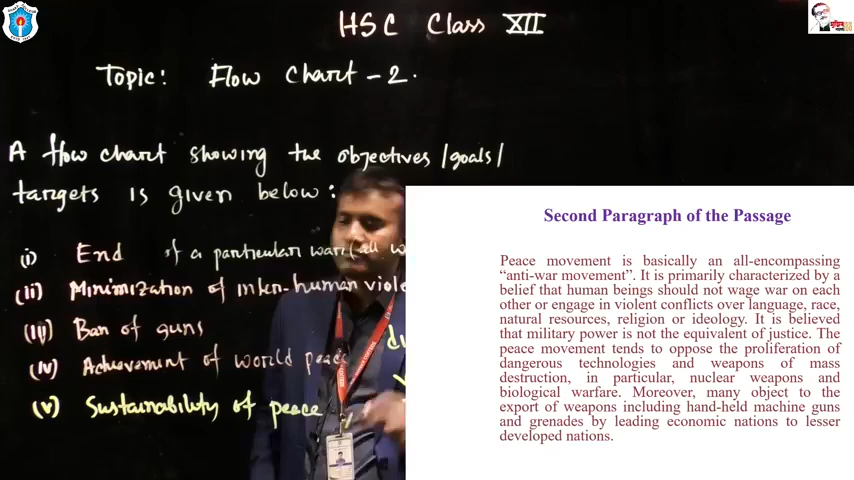 HSC Class XII
Topic: Flow Chart - 2.
A flow chart showing the objectives /goals/
targets is given below:
(i) End of a particular war (all w
(ii) Minimization of inter-human viole
(iii) Ban of guns
(iv) Achievement of world peace
(v) Sustainability of peace
Second Paragraph of the Passage
Peace movement is basically an all-encompassing
“anti-war movement”. It is primarily characterized by a
belief that human beings should not wage war on each
other or engage in violent conflicts over language, race,
natural resources, religion or ideology. It is believed
that military power is not the equivalent of justice. The
peace movement tends to oppose the proliferation of
dangerous technologies and weapons of mass
destruction, in particular, nuclear weapons and
biological warfare. Moreover, many object to the
export of weapons including hand-held machine guns
and grenades by leading economic nations to lesser
developed nations.